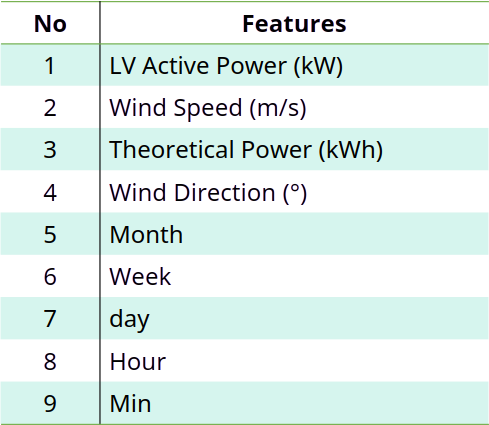 No Features
1 LV Active Power (kW)
2 Wind Speed (m/s)
3 Theoretical Power (kWh)
4 Wind Direction (°)
5 Month
6 Week
7 day
8 Hour
9 Min